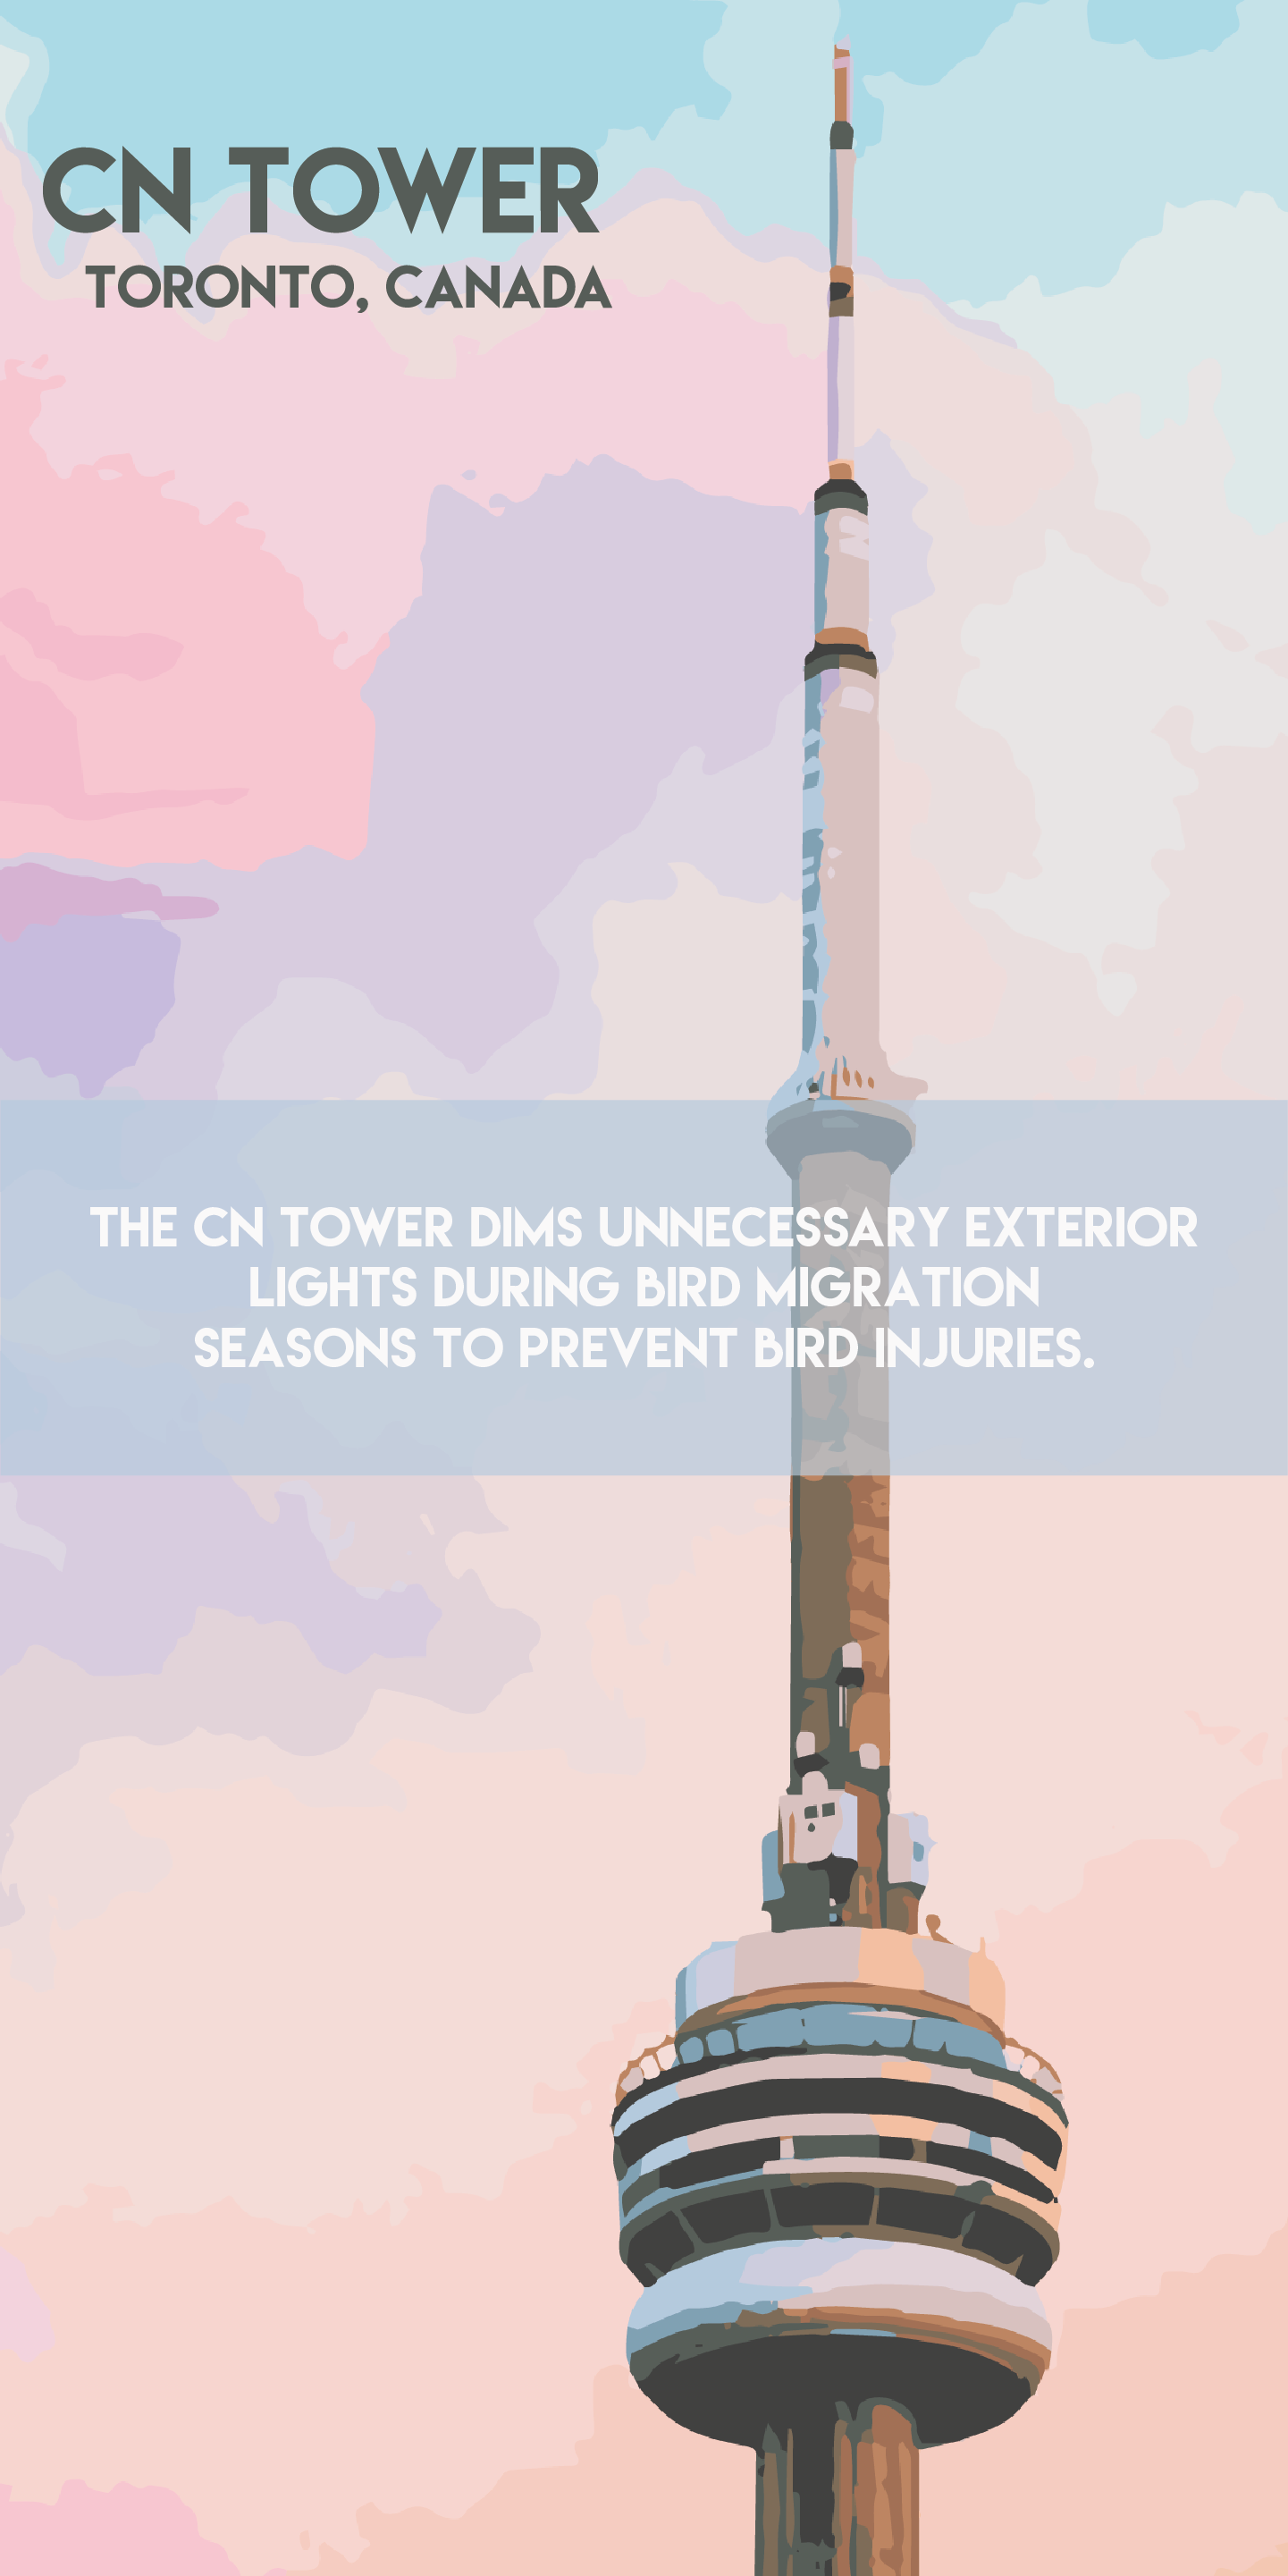 CN TOWER
TORONTO, CANADA
THE CN TOWER DIMS UNNECESSARY EXTERIOR
LIGHTS DURING BIRD MIGRATION
SEASONS TO PREVENT BIRD INJURIES.